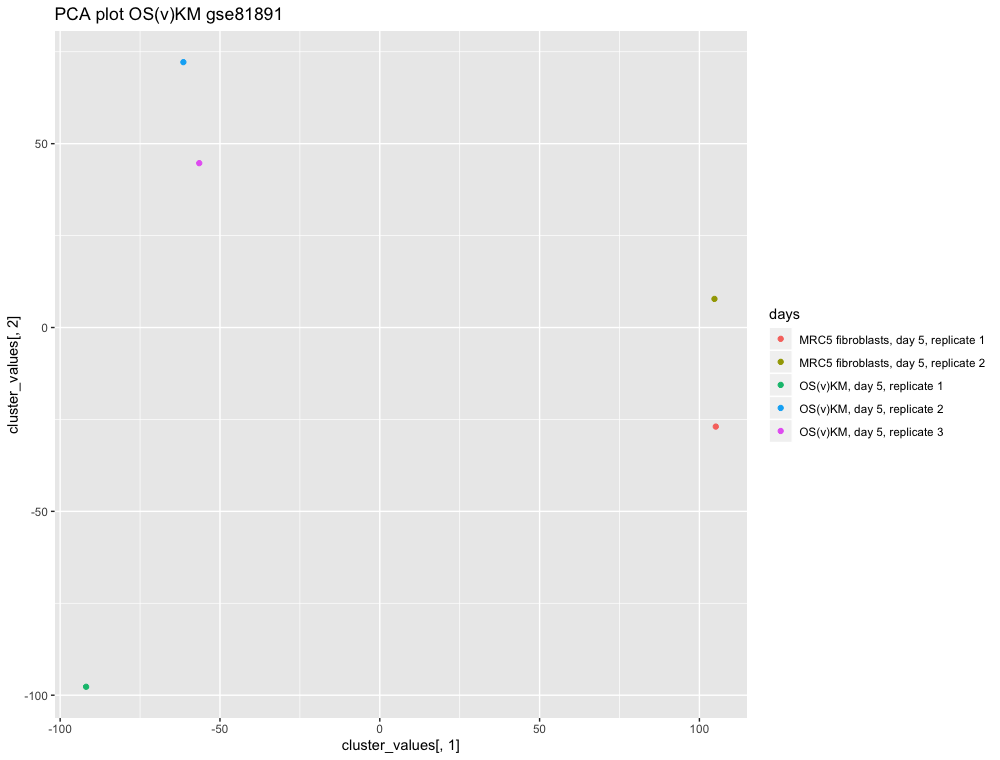 PCA plot OS(v)KM gse81891
cluster_values[, 2]
50
0
-50
-100
-100
-50
0
50
100
cluster_values[, 1]
days
MRC5 fibroblasts, day 5, replicate 1
MRC5 fibroblasts, day 5, replicate 2
OS(v)KM, day 5, replicate 1
OS(v)KM, day 5, replicate 2
OS(v)KM, day 5, replicate 3